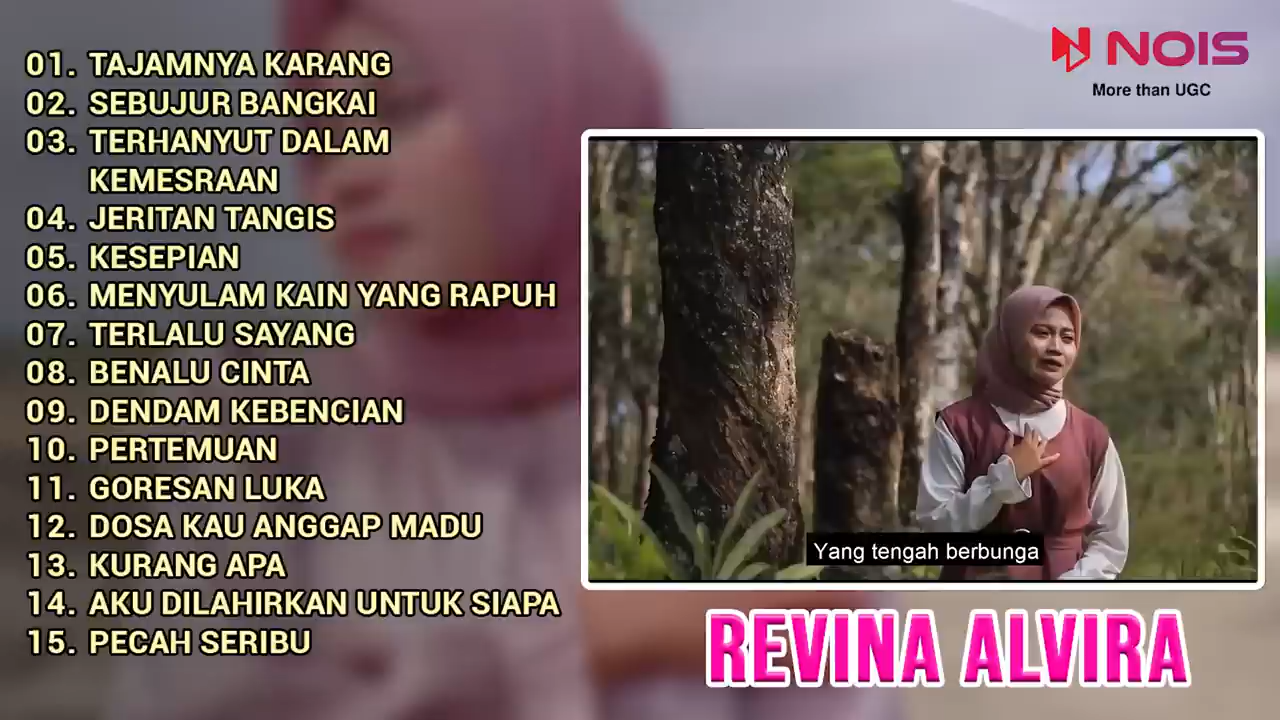 01. TAJAMNYA KARANG
02. SEBUJUR BANGKAI
03. TERHANYUT DALAM
KEMESRAAN
04. JERITAN TANGIS
05. KESEPIAN
06. MENYULAM KAIN YANG RAPUH
07. TERLALU SAYANG
08. BENALU CINTA
09. DENDAM KEBENCIAN
10. PERTEMUAN
11. GORESAN LUKA
12. DOSA KAU ANGGAP MADU
13. KURANG APA
14. AKU DILAHIRKAN UNTUK SIAPA
15. PECAH SERIBU
NOIS
More than UGC
Yang tengah berbunga
REVINA ALVIRA